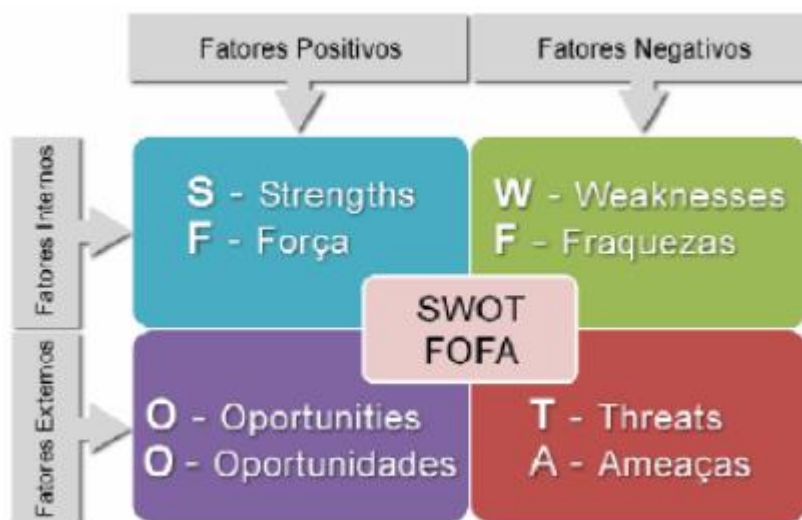 Fatores Positivos
Fatores Negativos
Fatores Internos
S - Strengths
F - Força
W - Weaknesses
F - Fraquezas
SWOT
FOFA
Fatores Externos
O - Oportunities
O - Oportunidades
T - Threats
A - Ameaças